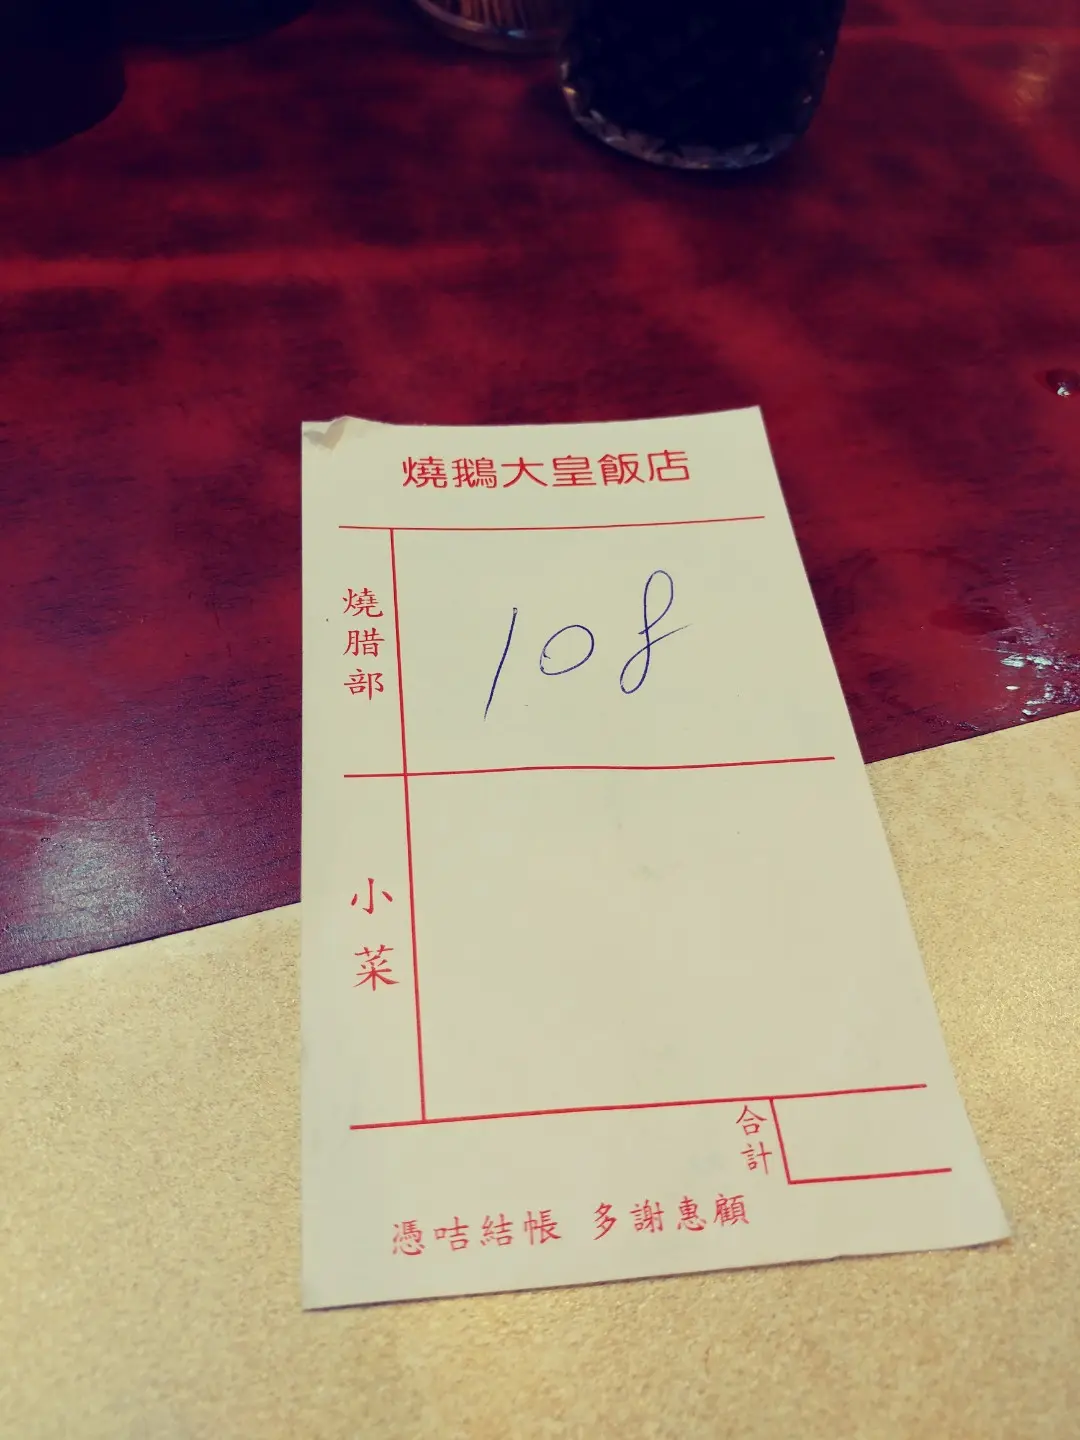 燒鵝大皇飯店
燒腊部
108
小菜
合計
憑咭結帳 多謝惠顧